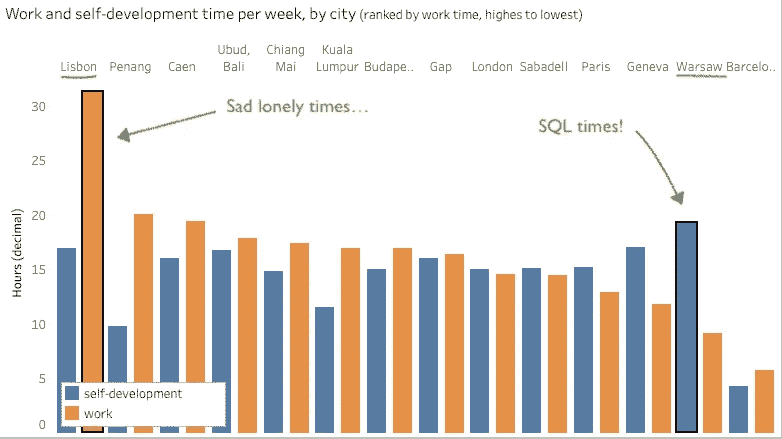 Work and self-development time per week, by city (ranked by work time, highes to lowest)
Ubud, Chiang Kuala
Lisbon Penang Caen Bali Mai Lumpur Budape.. Gap London Sabadell Paris Geneva Warsaw Barcelo..
30
Sad lonely times...
SQL times!
25
20
15
10
5
0
Hours (decimal)
self-development
work